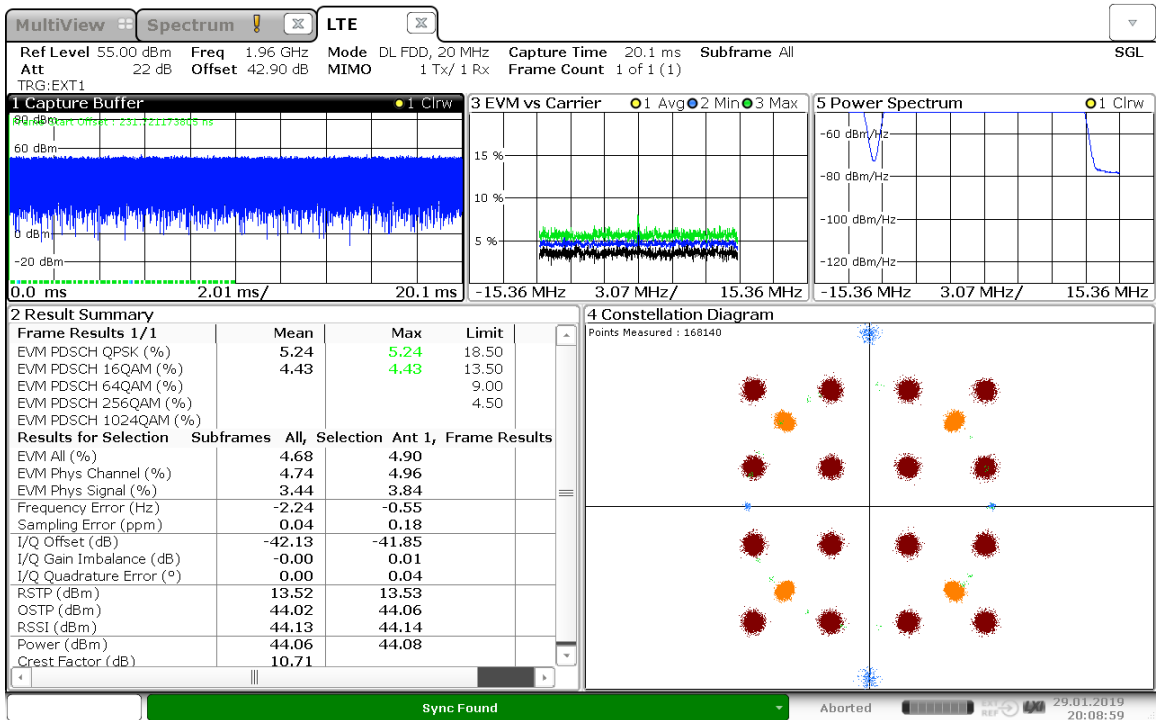 MultiView Spectrum LTE
Ref Level 55.00 dBm Freq 1.96 GHz Mode DL FDD, 20 MHz Capture Time 20.1 ms Subframe All SGL
Att 22 dB Offset 42.90 dB MIMO 1 Tx/ 1 Rx Frame Count 1 of 1 (1)
TRG:EXT1
1 Capture Buffer 1 Clrw
80 dBm
Frame Start Offset : 231.721173805 ns
60 dBm
0 dBm
-20 dBm
0.0 ms 2.01 ms/ 20.1 ms
3 EVM vs Carrier 1 Avg 2 Min 3 Max
15 %
10 %
5 %
-15.36 MHz 3.07 MHz/ 15.36 MHz
5 Power Spectrum 1 Clrw
-60 dBm/Hz
-80 dBm/Hz
-100 dBm/Hz
-120 dBm/Hz
-15.36 MHz 3.07 MHz/ 15.36 MHz
2 Result Summary
Frame Results 1/1 Mean Max Limit
EVM PDSCH QPSK (%) 5.24 5.24 18.50
EVM PDSCH 16QAM (%) 4.43 4.43 13.50
EVM PDSCH 64QAM (%) 9.00
EVM PDSCH 256QAM (%) 4.50
EVM PDSCH 1024QAM (%)
Results for Selection Subframes All, Selection Ant 1, Frame Results
EVM All (%) 4.68 4.90
EVM Phys Channel (%) 4.74 4.96
EVM Phys Signal (%) 3.44 3.84
Frequency Error (Hz) -2.24 -0.55
Sampling Error (ppm) 0.04 0.18
I/Q Offset (dB) -42.13 -41.85
I/Q Gain Imbalance (dB) -0.00 0.01
I/Q Quadrature Error (°) 0.00 0.04
RSTP (dBm) 13.52 13.53
OSTP (dBm) 44.02 44.06
RSSI (dBm) 44.13 44.14
Power (dBm) 44.06 44.08
Crest Factor (dB) 10.71
4 Constellation Diagram
Points Measured : 168140
Sync Found
Aborted
EXT
REF
LXI
29.01.2019
20:08:59